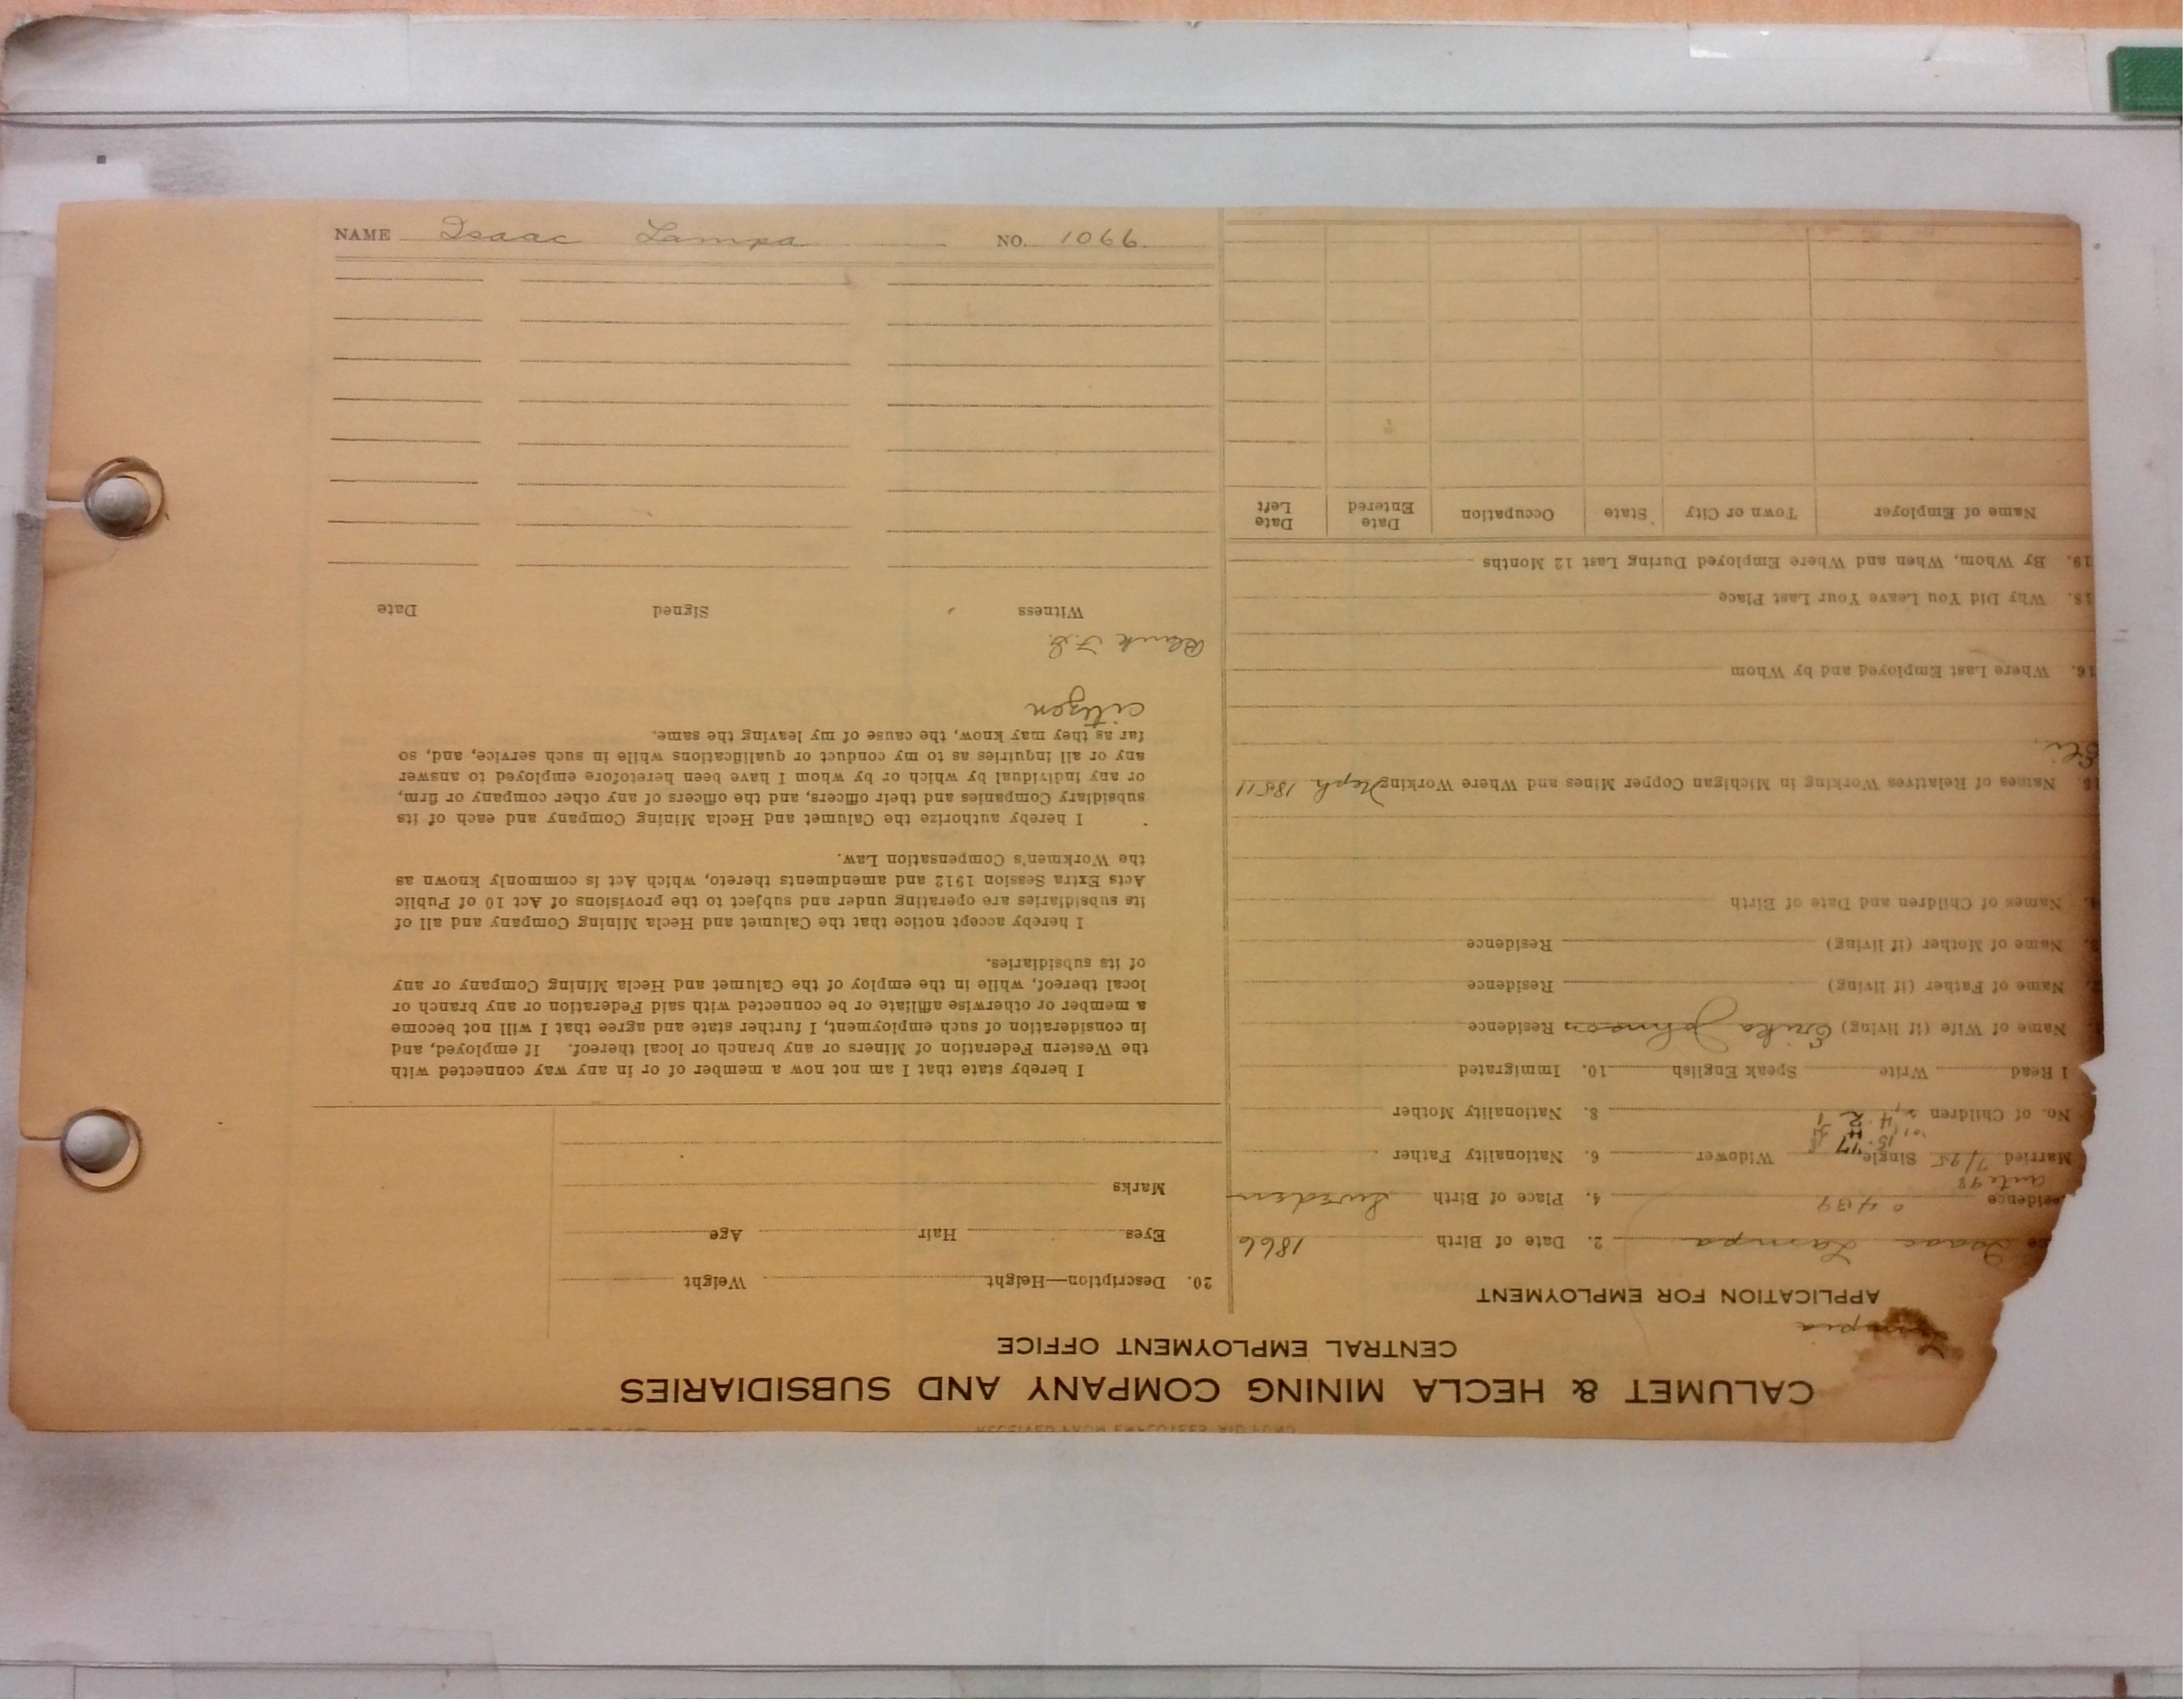 CALUMET & HECLA MINING COMPANY AND SUBSIDIARIES
CENTRAL EMPLOYMENT OFFICE
APPLICATION FOR EMPLOYMENT
Isaac Lampa 2. Date of Birth 1866
esidence 0 439 4. Place of Birth Sweden
ante 98
Married 7/95 Single Widower 6. Nationality Father
No. of Children 8. Nationality Mother
I Read Write Speak English 10. Immigrated
Name of Wife (if living) Erika Johnson Residence
Name of Father (if living) Residence
Name of Mother (if living) Residence
Names of Children and Date of Birth
Names of Relatives Working in Michigan Copper Mines and Where Working Neph 18511
16. Where Last Employed and by Whom
18. Why Did You Leave Your Last Place
19. By Whom, When and Where Employed During Last 12 Months
Name of Employer Town or City State Occupation Date Entered Date Left
20. Description—Height Weight
Eyes Hair Age
Marks
I hereby state that I am not now a member of or in any way connected with
the Western Federation of Miners or any branch or local thereof. If employed, and
in consideration of such employment, I further state and agree that I will not become
a member or otherwise affiliate or be connected with said Federation or any branch or
local thereof, while in the employ of the Calumet and Hecla Mining Company or any
of its subsidiaries.
I hereby accept notice that the Calumet and Hecla Mining Company and all of
its subsidiaries are operating under and subject to the provisions of Act 10 of Public
Acts Extra Session 1912 and amendments thereto, which Act is commonly known as
the Workmen's Compensation Law.
I hereby authorize the Calumet and Hecla Mining Company and each of its
subsidiary Companies and their officers, and the officers of any other company or firm,
or any individual by which or by whom I have been heretofore employed to answer
any or all inquiries as to my conduct or qualifications while in such service, and, so
far as they may know, the cause of my leaving the same.
citizen
Witness Signed Date
NAME Isaac Lampa NO. 1066.